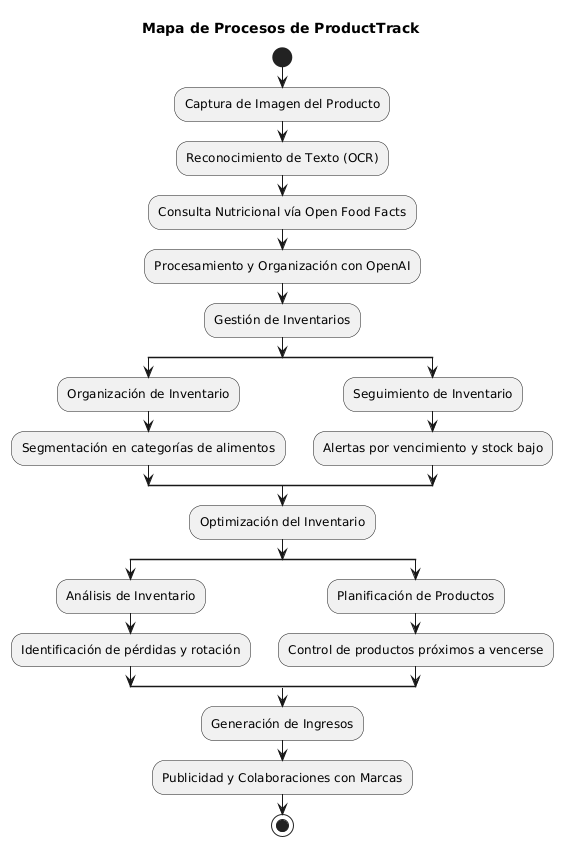 Mapa de Procesos de ProductTrack
Captura de Imagen del Producto
Reconocimiento de Texto (OCR)
Consulta Nutricional vía Open Food Facts
Procesamiento y Organización con OpenAI
Gestión de Inventarios
Organización de Inventario
Seguimiento de Inventario
Segmentación en categorías de alimentos
Alertas por vencimiento y stock bajo
Optimización del Inventario
Análisis de Inventario
Planificación de Productos
Identificación de pérdidas y rotación
Control de productos próximos a vencerse
Generación de Ingresos
Publicidad y Colaboraciones con Marcas